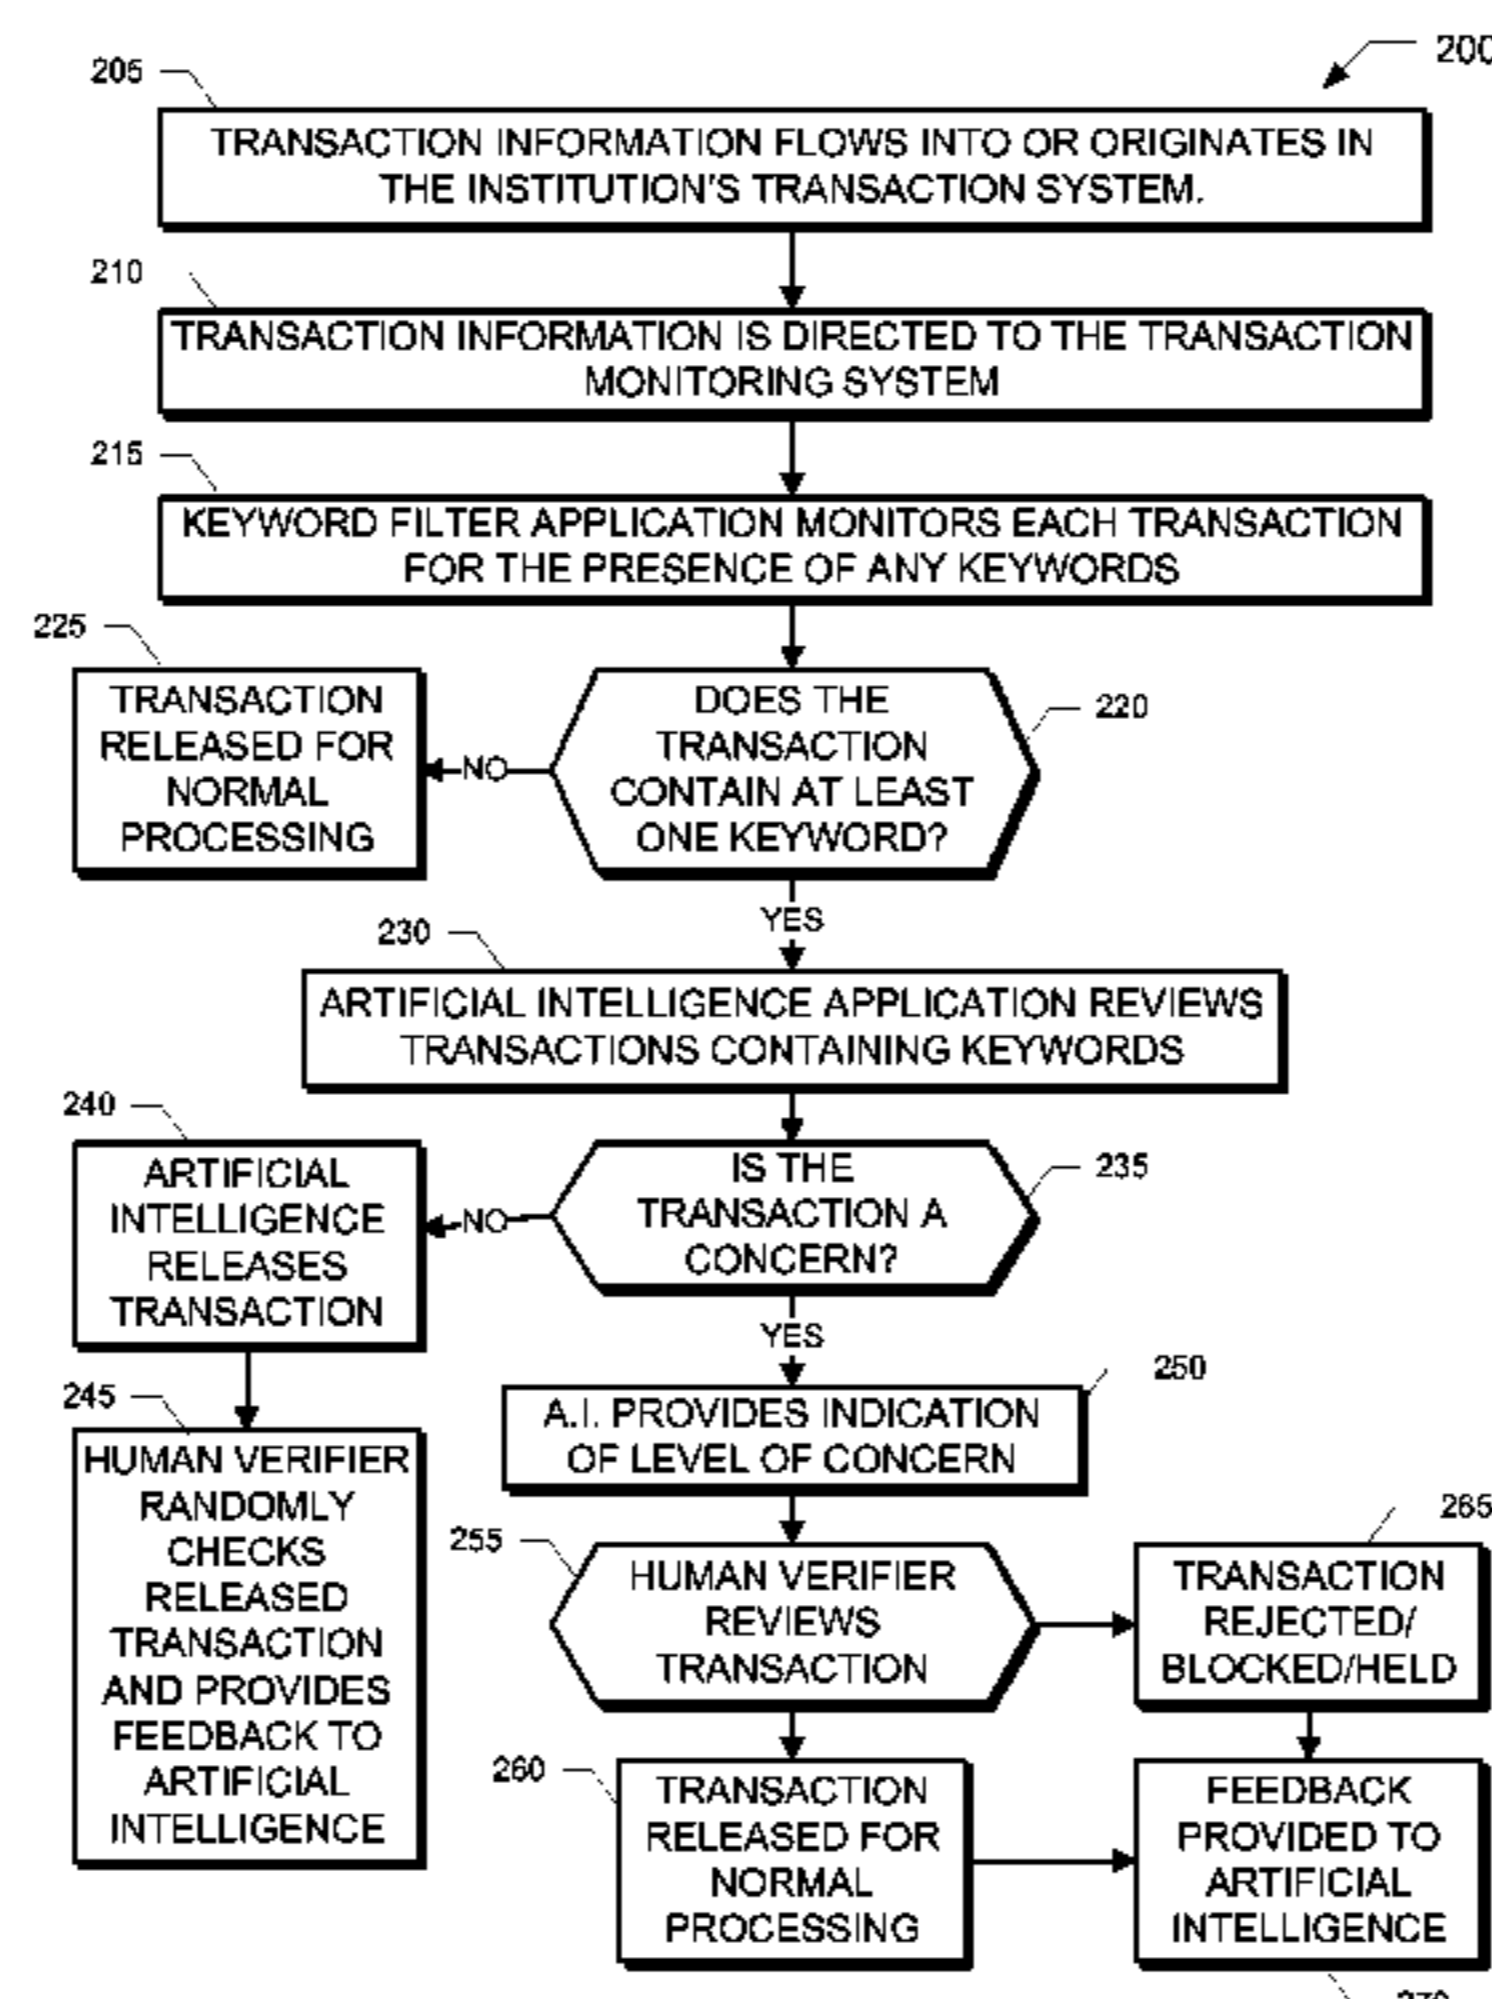 200
205
TRANSACTION INFORMATION FLOWS INTO OR ORIGINATES IN
THE INSTITUTION'S TRANSACTION SYSTEM.
210
TRANSACTION INFORMATION IS DIRECTED TO THE TRANSACTION
MONITORING SYSTEM
215
KEYWORD FILTER APPLICATION MONITORS EACH TRANSACTION
FOR THE PRESENCE OF ANY KEYWORDS
225
TRANSACTION
RELEASED FOR
NORMAL
PROCESSING
NO
DOES THE
TRANSACTION
CONTAIN AT LEAST
ONE KEYWORD?
220
YES
230
ARTIFICIAL INTELLIGENCE APPLICATION REVIEWS
TRANSACTIONS CONTAINING KEYWORDS
240
ARTIFICIAL
INTELLIGENCE
RELEASES
TRANSACTION
NO
IS THE
TRANSACTION A
CONCERN?
235
YES
245
HUMAN VERIFIER
RANDOMLY
CHECKS
RELEASED
TRANSACTION
AND PROVIDES
FEEDBACK TO
ARTIFICIAL
INTELLIGENCE
250
A.I. PROVIDES INDICATION
OF LEVEL OF CONCERN
255
HUMAN VERIFIER
REVIEWS
TRANSACTION
265
TRANSACTION
REJECTED/
BLOCKED/HELD
260
TRANSACTION
RELEASED FOR
NORMAL
PROCESSING
FEEDBACK
PROVIDED TO
ARTIFICIAL
INTELLIGENCE
270